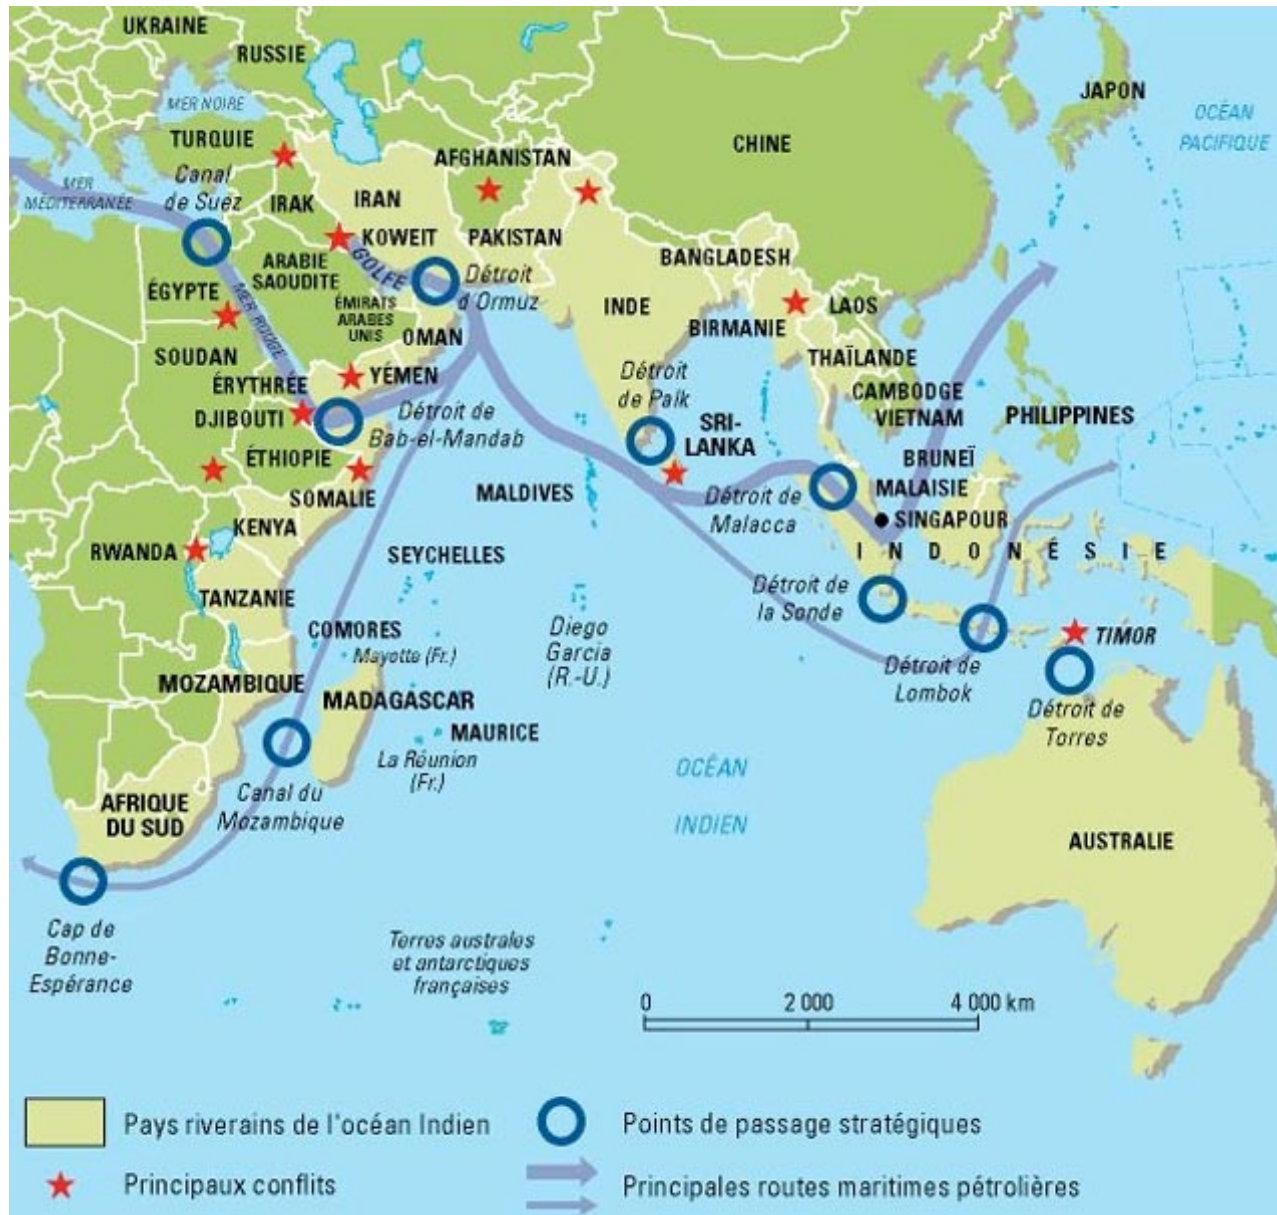 UKRAINE
RUSSIE
JAPON
MER NOIRE
OCÉAN
PACIFIQUE
TURQUIE
CHINE
AFGHANISTAN
Canal
de Suez
MER
MÉDITERRANÉE
IRAK
IRAN
KOWEIT
PAKISTAN
GOLFE
BANGLADESH
ARABIE
SAOUDITE
Détroit
d'Ormuz
ÉGYPTE
MER ROUGE
ÉMIRATS
ARABES
UNIS
OMAN
INDE
BIRMANIE
LAOS
SOUDAN
THAÏLANDE
ÉRYTHRÉE
YÉMEN
Détroit
de Palk
CAMBODGE
VIETNAM
PHILIPPINES
DJIBOUTI
Détroit de
Bab-el-Mandab
SRI-
LANKA
ÉTHIOPIE
BRUNEÏ
SOMALIE
MALDIVES
Détroit de
Malacca
MALAISIE
SINGAPOUR
KENYA
RWANDA
SEYCHELLES
INDONÉSIE
TANZANIE
Détroit de
la Sonde
COMORES
Mayotte (Fr.)
Diego
Garcia
(R.-U.)
TIMOR
Détroit de
Lombok
MOZAMBIQUE
MADAGASCAR
Détroit de
Torres
MAURICE
La Réunion
(Fr.)
OCÉAN
INDIEN
Canal du
Mozambique
AFRIQUE
DU SUD
AUSTRALIE
Cap de
Bonne-
Espérance
Terres australes
et antarctiques
françaises
0 2 000 4 000 km
Pays riverains de l'océan Indien
Points de passage stratégiques
Principaux conflits
Principales routes maritimes pétrolières